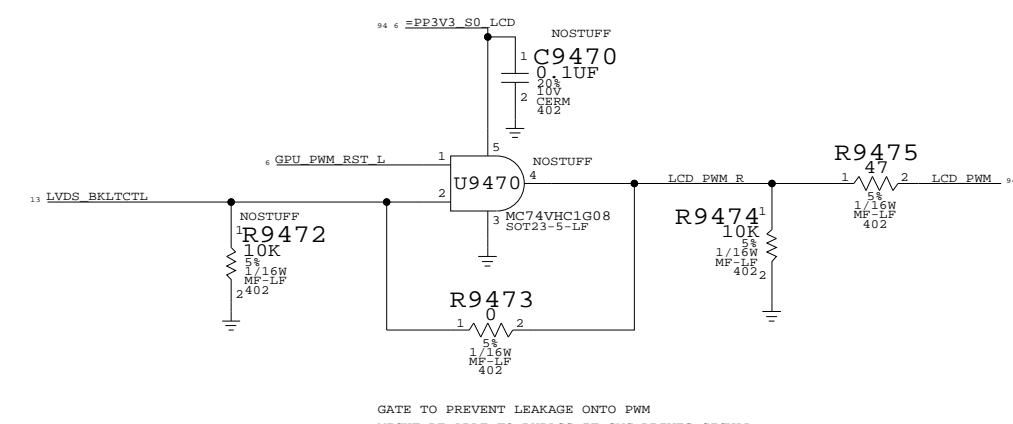 94 6 =PP3V3_S0_LCD
NOSTUFF
1 C9470
0.1UF
20%
10V
2 CERM
402
5
6 GPU_PWM_RST_L 1
NOSTUFF
U9470
4
2
13 LVDS_BKLTCTL
3 MC74VHC1G08
SOT23-5-LF
LCD_PWM_R
R9475
47
1 2
5%
1/16W
MF-LF
402
LCD_PWM
NOSTUFF
1 R9472
10K
5%
1/16W
MF-LF
2 402
R9474 1
10K
5%
1/16W
MF-LF
402 2
R9473
0
1 2
5%
1/16W
MF-LF
402
GATE TO PREVENT LEAKAGE ONTO PWM